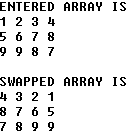 ENTERED ARRAY IS
1 2 3 4
5 6 7 8
9 9 8 7
SWAPPED ARRAY IS
4 3 2 1
8 7 6 5
7 8 9 9